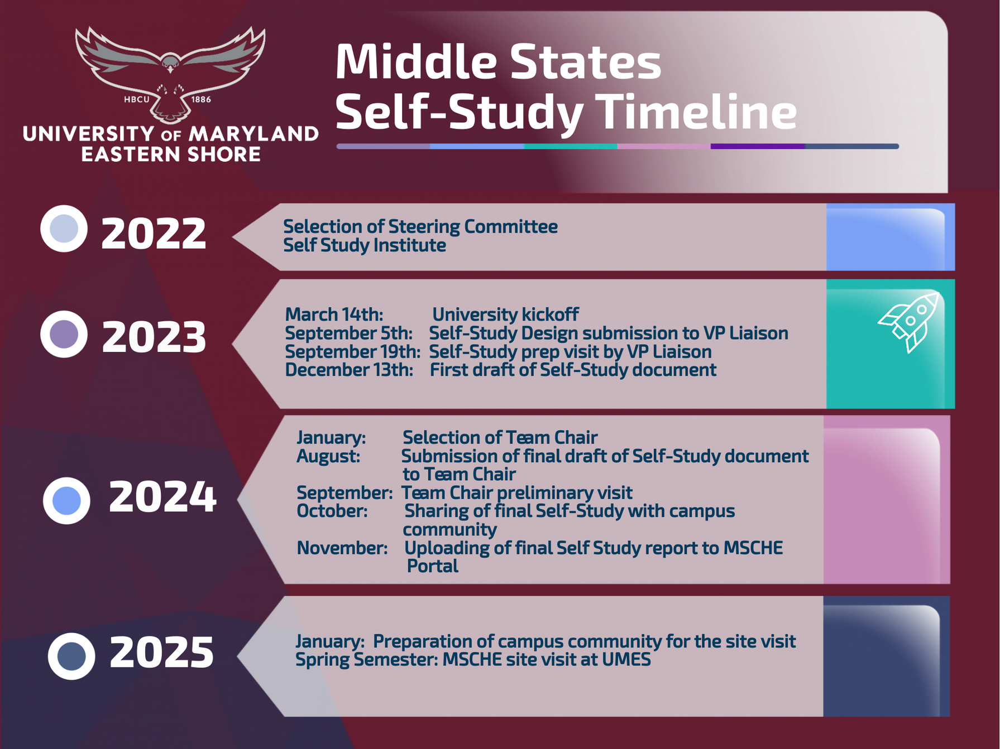 HBCU 1886
UNIVERSITY OF MARYLAND
EASTERN SHORE
Middle States
Self-Study Timeline
2022
Selection of Steering Committee
Self Study Institute
2023
March 14th: University kickoff
September 5th: Self-Study Design submission to VP Liaison
September 19th: Self-Study prep visit by VP Liaison
December 13th: First draft of Self-Study document
2024
January: Selection of Team Chair
August: Submission of final draft of Self-Study document
to Team Chair
September: Team Chair preliminary visit
October: Sharing of final Self-Study with campus
community
November: Uploading of final Self Study report to MSCHE
Portal
2025
January: Preparation of campus community for the site visit
Spring Semester: MSCHE site visit at UMES